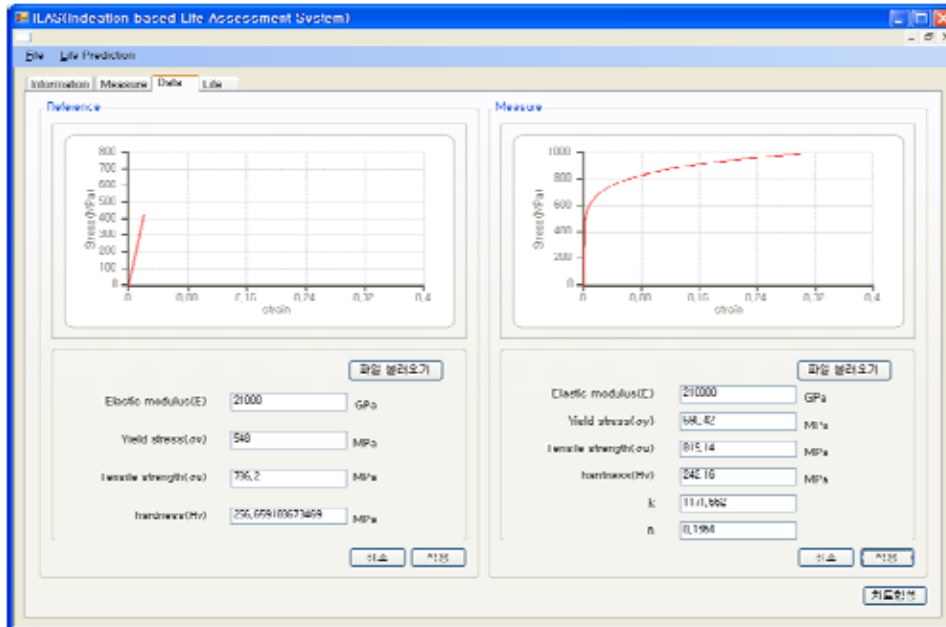 ILAS(Indeation based Life Assessment System)
File Life Prediction
Information Measure Data Life
Reference
800
700
600
500
400
300
200
100
0
Stress(MPa)
0 0,08 0,16 0,24 0,32 0,4
strain
파일 불러오기
Elastic modulus(E) 21000 GPa
Yield stress(σy) 548 MPa
Tensile strength(σu) 796,2 MPa
hardness(Hv) MPa
취소 적용
Measure
1000
800
600
400
200
0
Stress(MPa)
0 0,08 0,16 0,24 0,32 0,4
strain
파일 불러오기
Elastic modulus(E) 210000 GPa
Yield stress(σy) MPa
Tensile strength(σu) 815,14 MPa
hardness(Hv) 242,16 MPa
k
n
취소 적용